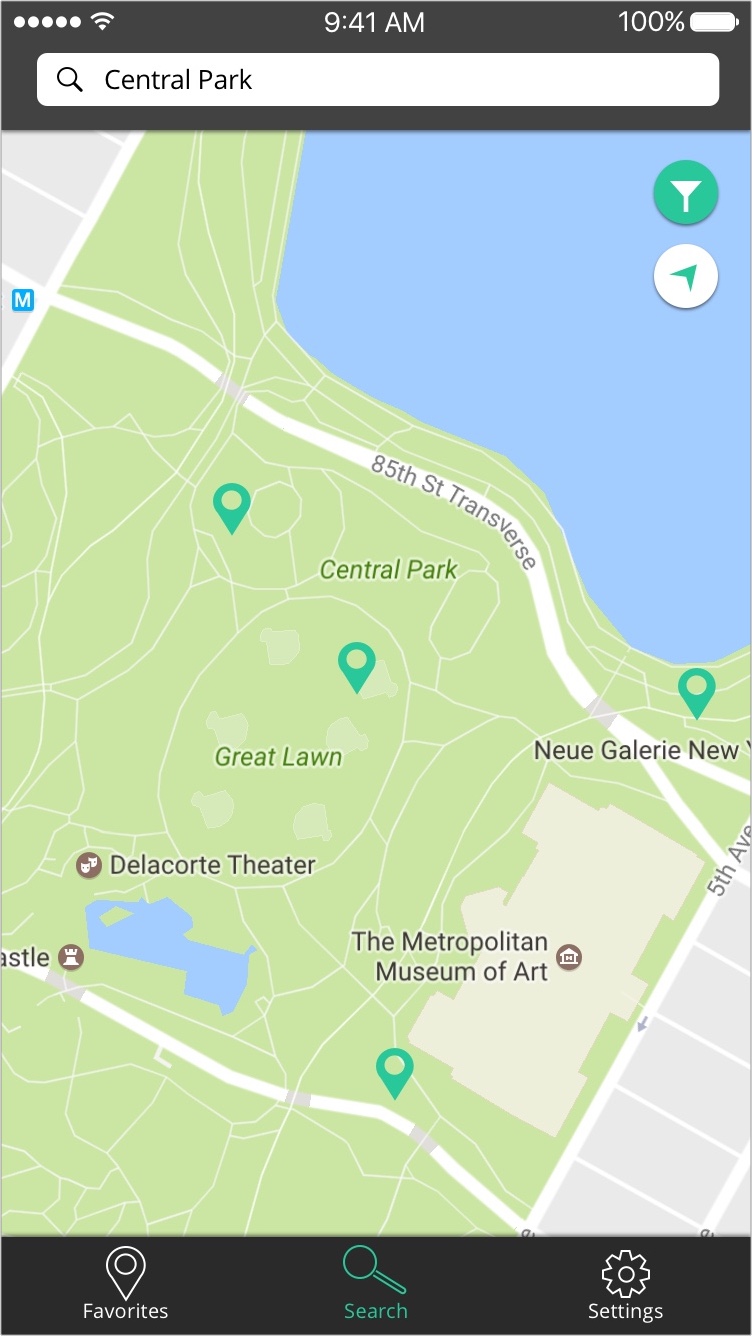 9:41 AM
100%
Central Park
M
85th St Transverse
Central Park
Neue Galerie New
Great Lawn
5th Ave
Delacorte Theater
The Metropolitan
Museum of Art
astle
Favorites
Search
Settings